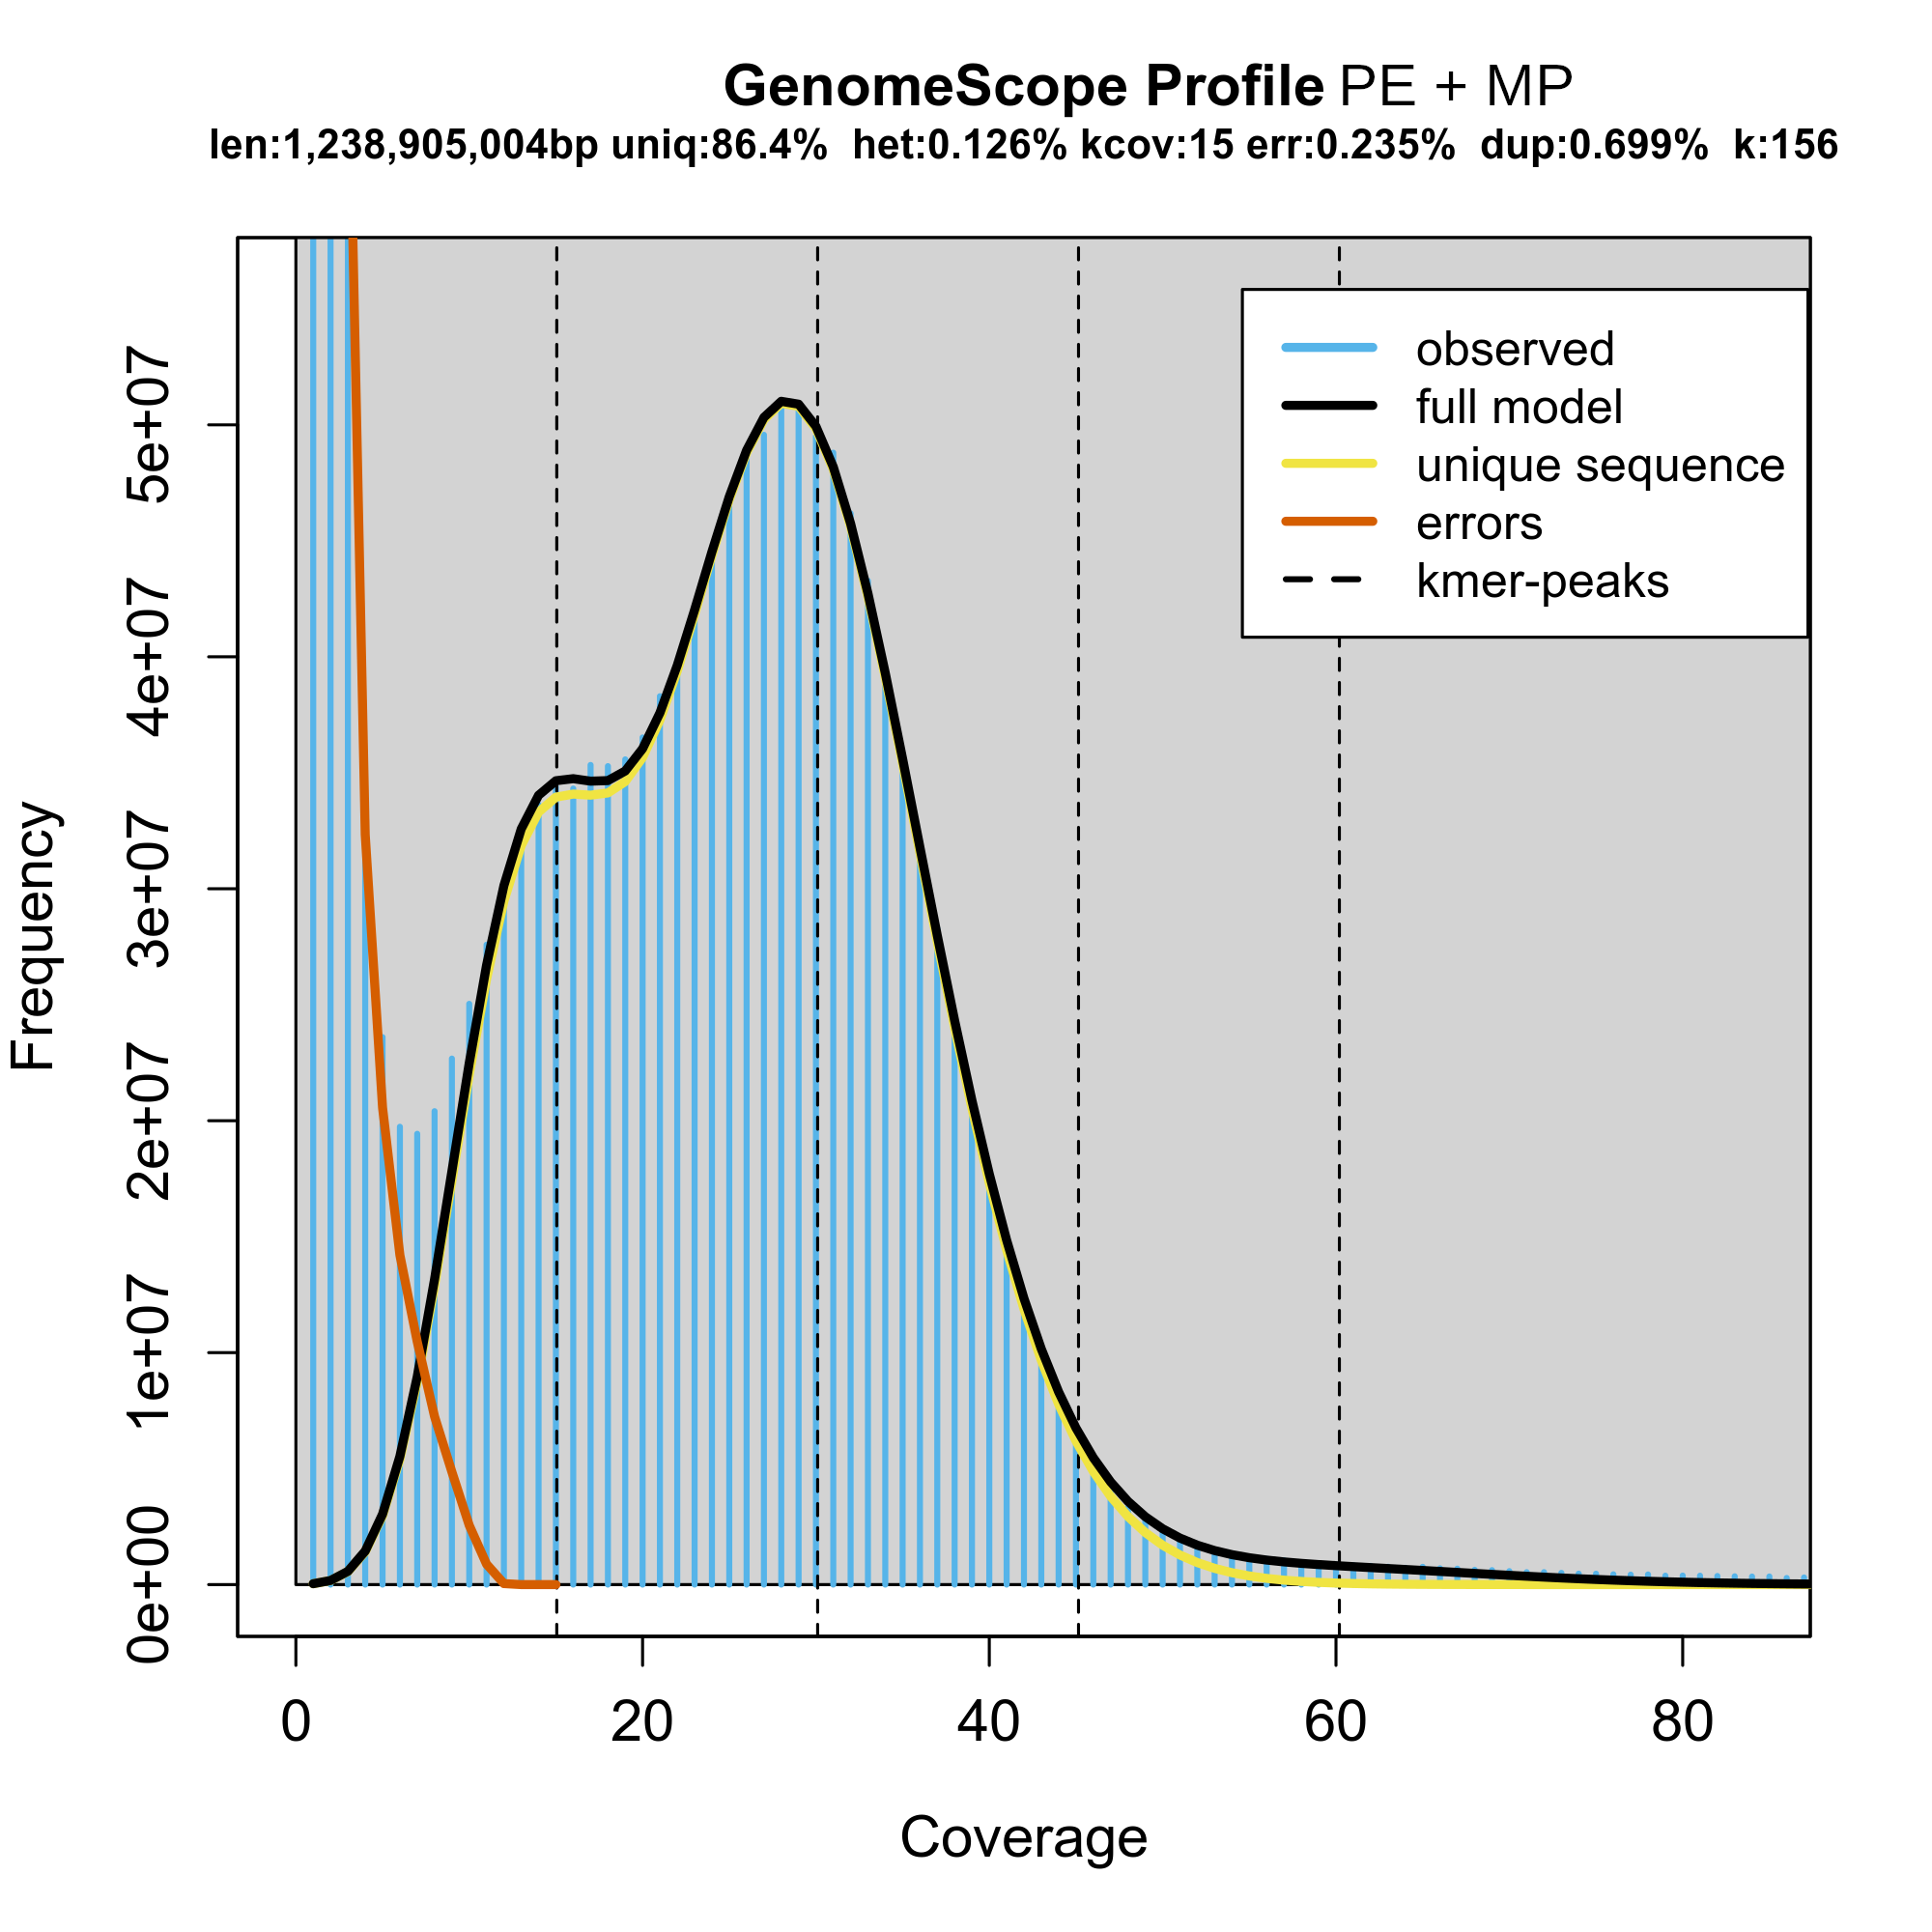 GenomeScope Profile PE + MP
len:1,238,905,004bp uniq:86.4% het:0.126% kcov:15 err:0.235% dup:0.699% k:156
observed
full model
unique sequence
errors
kmer-peaks
Frequency
5e+07
4e+07
3e+07
2e+07
1e+07
0e+00
0 20 40 60 80
Coverage